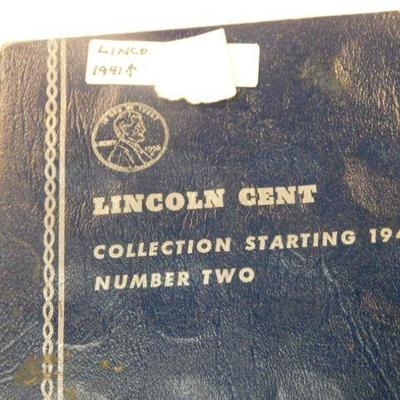 LINCO
1941↑
LINCOLN CENT
COLLECTION STARTING 194
NUMBER TWO